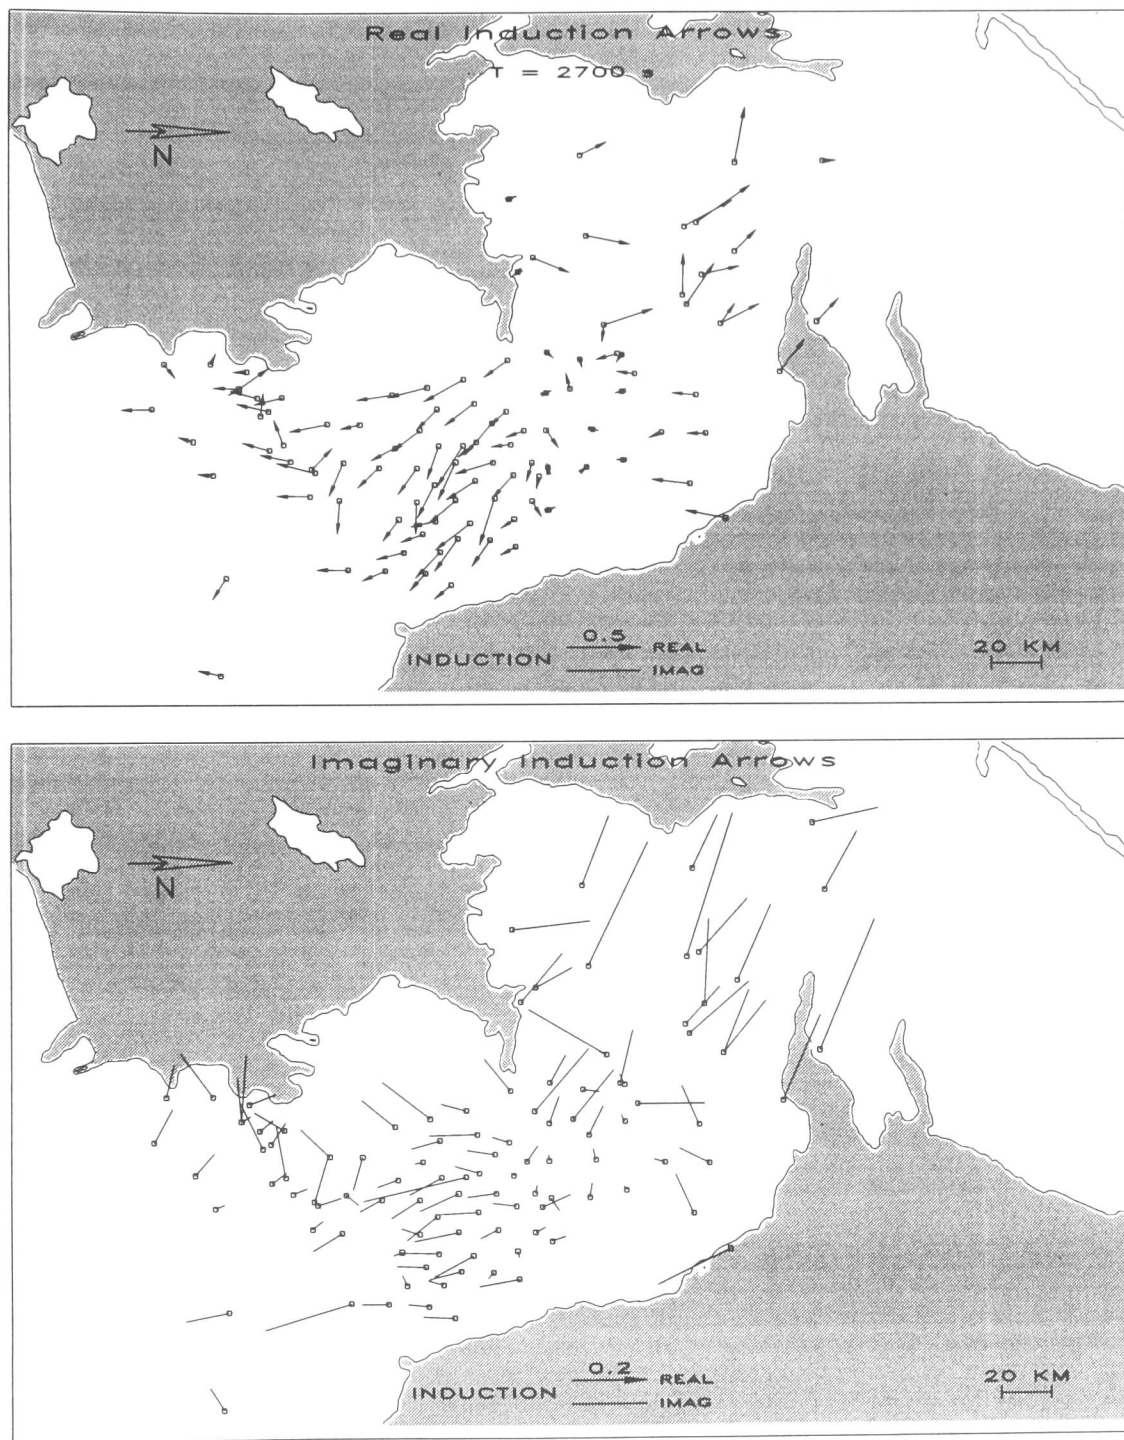 Real Induction Arrows
T = 2700 s
N
0.5
INDUCTION REAL
IMAG
20 KM
Imaginary Induction Arrows
N
0.2
INDUCTION REAL
IMAG
20 KM